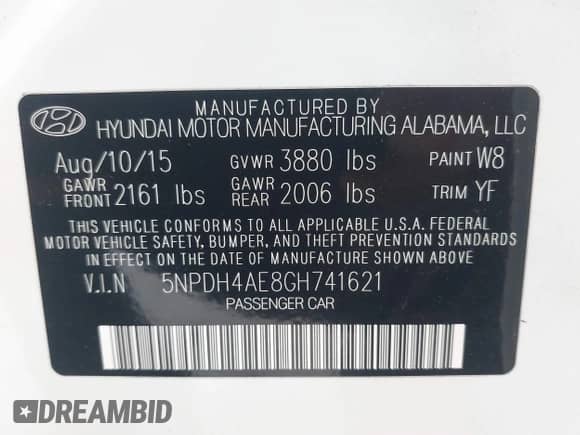 MANUFACTURED BY
HYUNDAI MOTOR MANUFACTURING ALABAMA, LLC
Aug/10/15 GVWR 3880 lbs PAINT W8
GAWR FRONT 2161 lbs GAWR REAR 2006 lbs TRIM YF
THIS VEHICLE CONFORMS TO ALL APPLICABLE U.S.A. FEDERAL
MOTOR VEHICLE SAFETY, BUMPER, AND THEFT PREVENTION
STANDARDS IN EFFECT ON THE DATE OF MANUFACTURE SHOWN ABOVE
V.I.N 5NPDH4AE8GH741621
PASSENGER CAR
DREAMBID